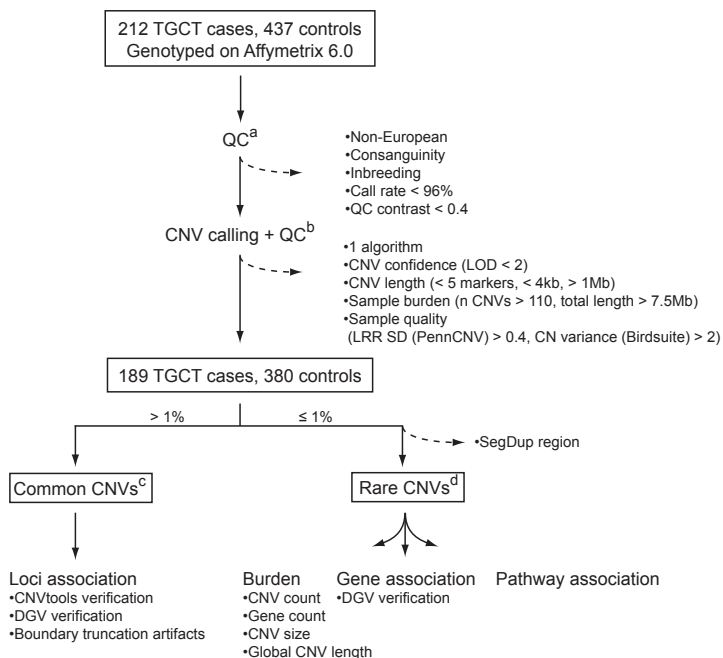 212 TGCT cases, 437 controls
Genotyped on Affymetrix 6.0
QCa
•Non-European
•Consanguinity
•Inbreeding
•Call rate < 96%
•QC contrast < 0.4
CNV calling + QCb
•1 algorithm
•CNV confidence (LOD < 2)
•CNV length (< 5 markers, < 4kb, > 1Mb)
•Sample burden (n CNVs > 110, total length > 7.5Mb)
•Sample quality
(LRR SD (PennCNV) > 0.4, CN variance (Birdsuite) > 2)
189 TGCT cases, 380 controls
> 1%
≤ 1%
•SegDup region
Common CNVsc
Rare CNVsd
Loci association
•CNVtools verification
•DGV verification
•Boundary truncation artifacts
Burden
•CNV count
•Gene count
•CNV size
•Global CNV length
Gene association
•DGV verification
Pathway association